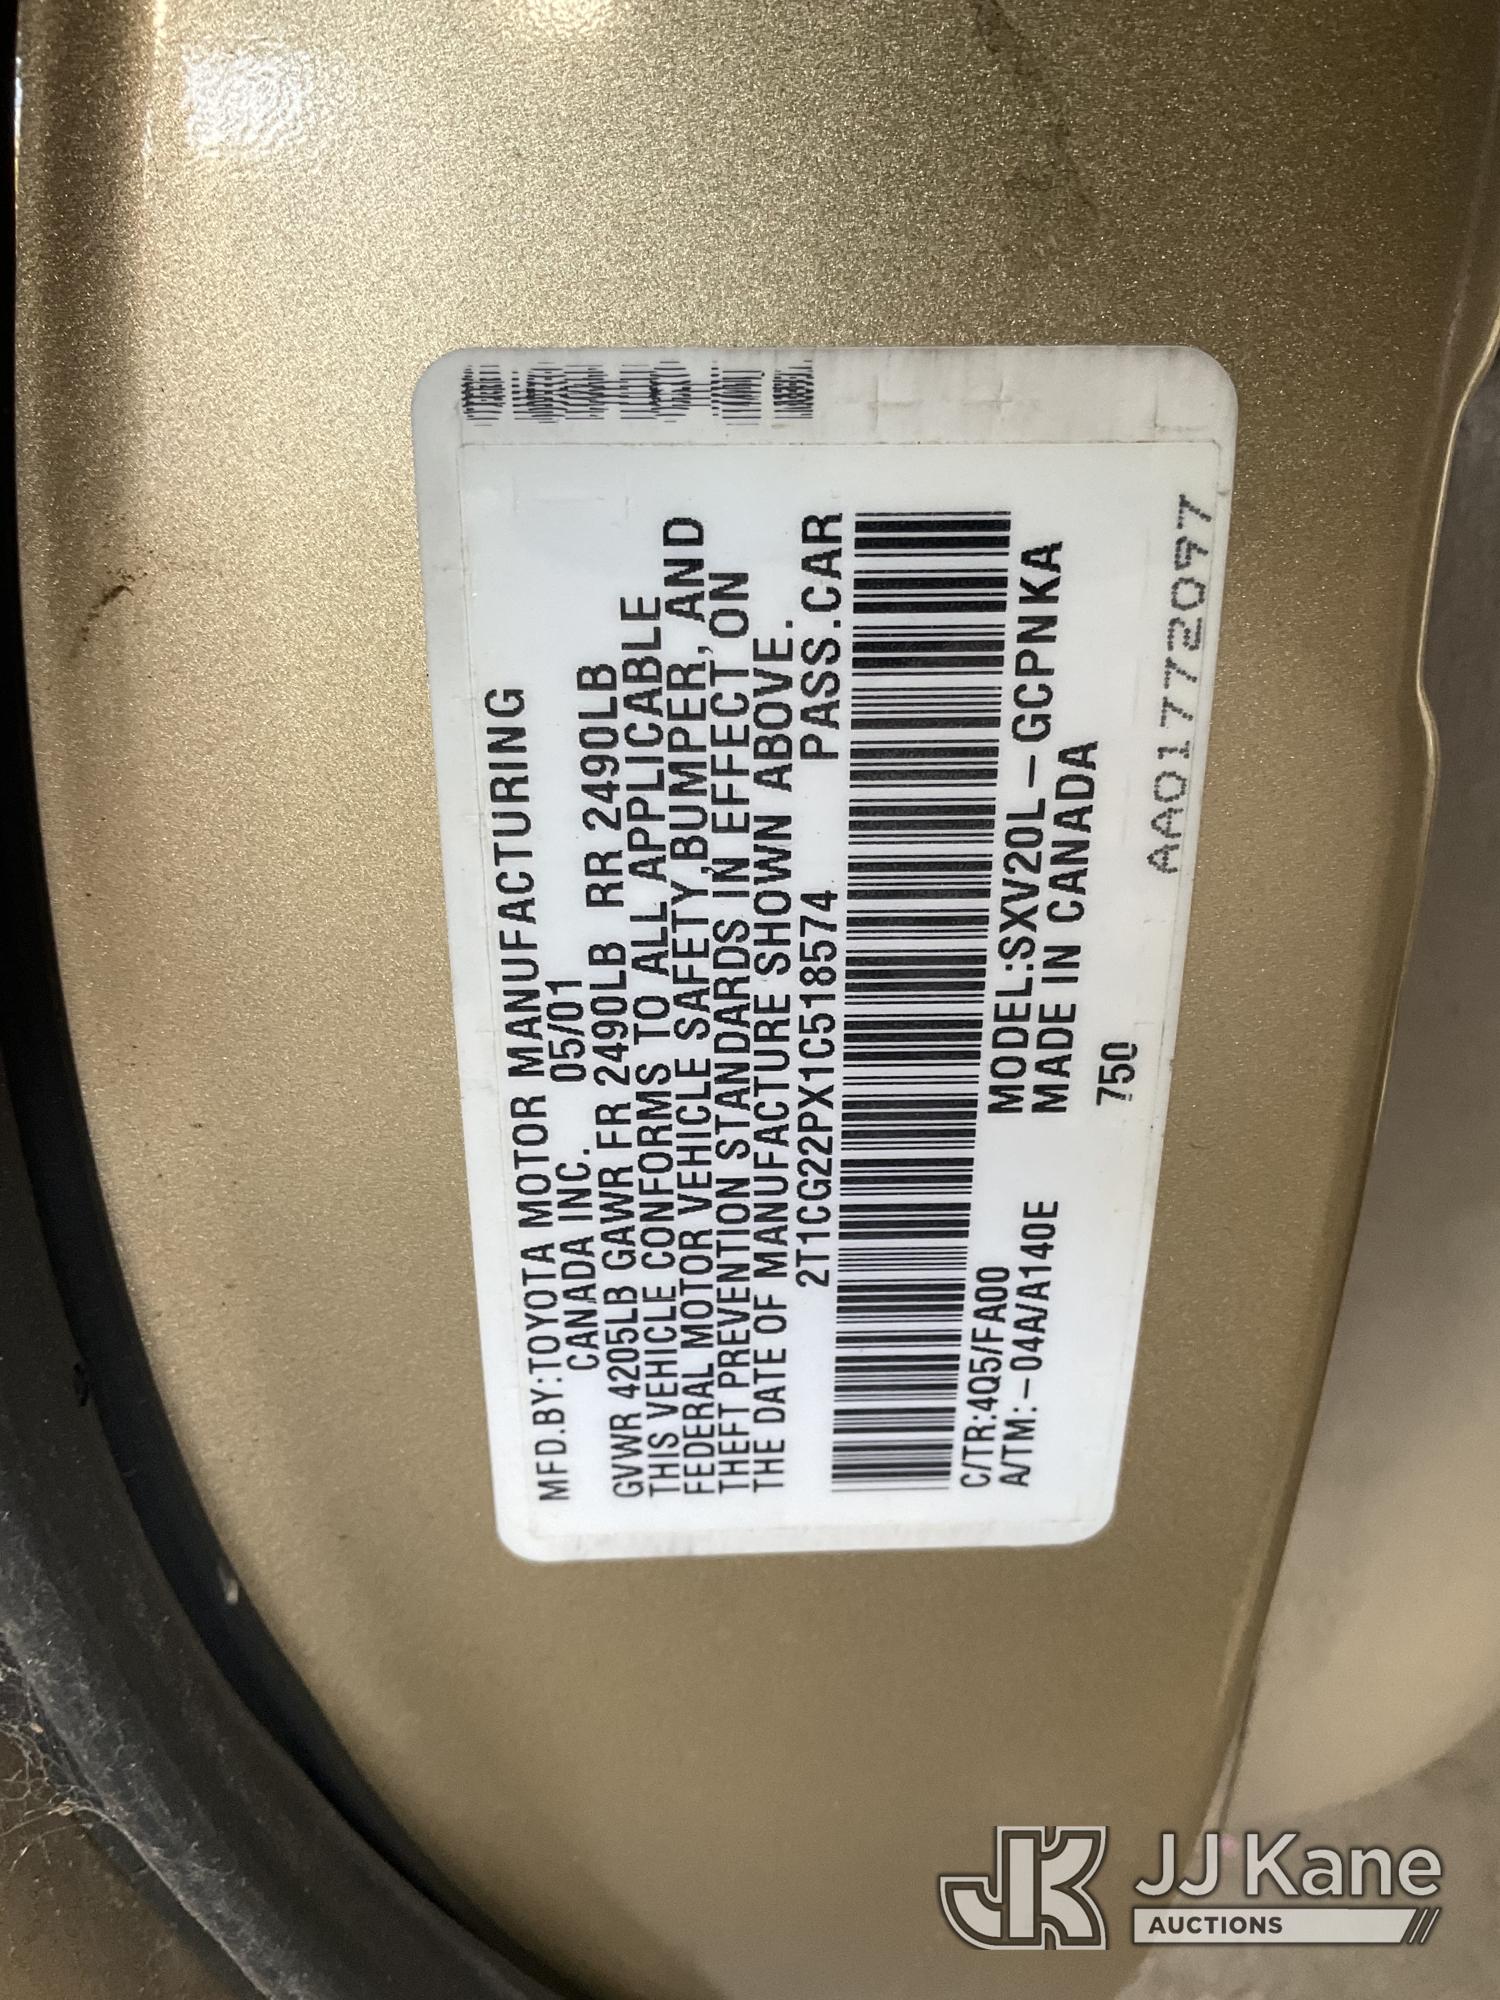 MFD.BY:TOYOTA MOTOR MANUFACTURING
CANADA INC. 05/01
GVWR 4205LB GAWR FR 2490LB RR 2490LB
THIS VEHICLE CONFORMS TO ALL APPLICABLE
FEDERAL MOTOR VEHICLE SAFETY,BUMPER, AND
THEFT PREVENTION STANDARDS IN EFFECT ON
THE DATE OF MANUFACTURE SHOWN ABOVE.
2T1CG22PX1C518574 PASS.CAR
C/TR:4Q5/FA00 MODEL:SXV20L-GCPNKA
A/TM:-04A/A140E MADE IN CANADA
750
AA01772097
JK JJ Kane
AUCTIONS